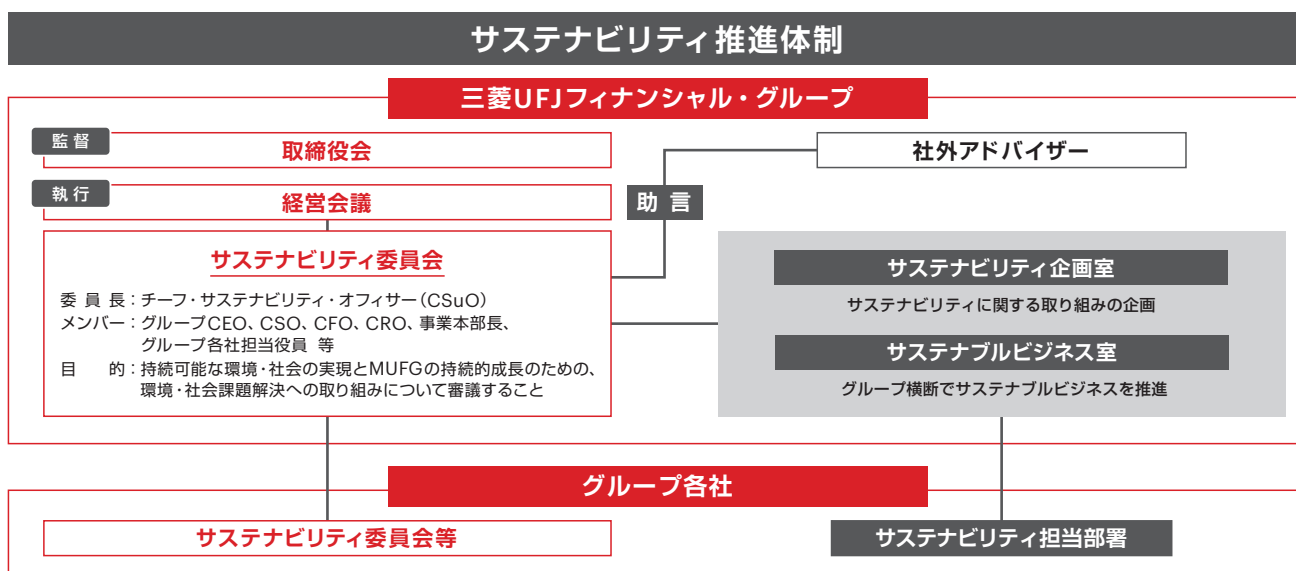 サステナビリティ推進体制
三菱UFJフィナンシャル・グループ
監督
取締役会
社外アドバイザー
執行
経営会議
助言
サステナビリティ委員会
委員長：チーフ・サステナビリティ・オフィサー（CSuO）
メンバー：グループCEO、CSO、CFO、CRO、事業本部長、
グループ各社担当役員 等
目　的：持続可能な環境・社会の実現とMUFGの持続的成長のための、
環境・社会課題解決への取り組みについて審議すること
サステナビリティ企画室
サステナビリティに関する取り組みの企画
サステナブルビジネス室
グループ横断でサステナブルビジネスを推進
グループ各社
サステナビリティ委員会等
サステナビリティ担当部署